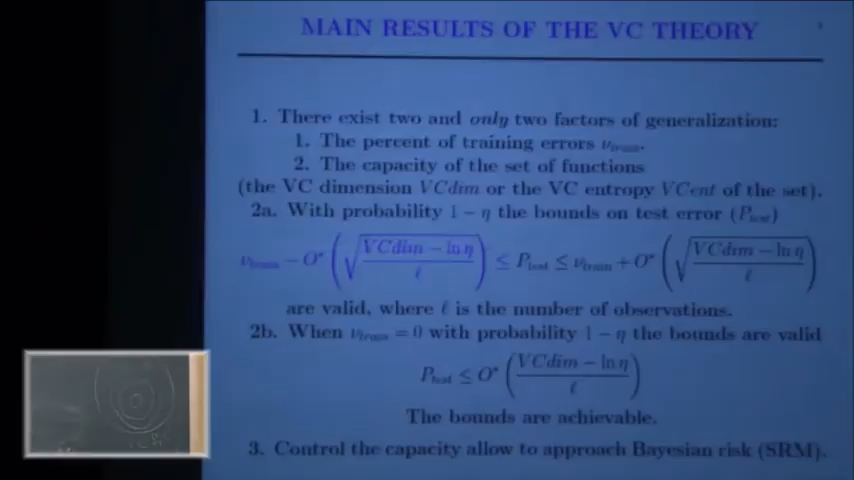 MAIN RESULTS OF THE VC THEORY
1. There exist two and only two factors of generalization:
1. The percent of training errors ν_train.
2. The capacity of the set of functions
(the VC dimension VCdim or the VC entropy VCent of the set).
2a. With probability 1 − η the bounds on test error (P_test)
ν_train − O* (√((VCdim − ln η) / ℓ)) ≤ P_test ≤ ν_train + O* (√((VCdim − ln η) / ℓ))
are valid, where ℓ is the number of observations.
2b. When ν_train = 0 with probability 1 − η the bounds are valid
P_test ≤ O* ((VCdim − ln η) / ℓ)
The bounds are achievable.
3. Control the capacity allow to approach Bayesian risk (SRM).